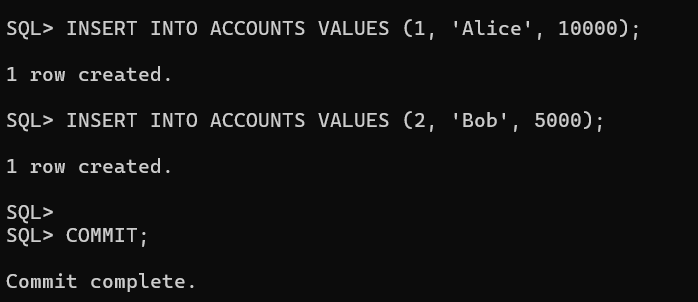 SQL> INSERT INTO ACCOUNTS VALUES (1, 'Alice', 10000);
1 row created.
SQL> INSERT INTO ACCOUNTS VALUES (2, 'Bob', 5000);
1 row created.
SQL>
SQL> COMMIT;
Commit complete.